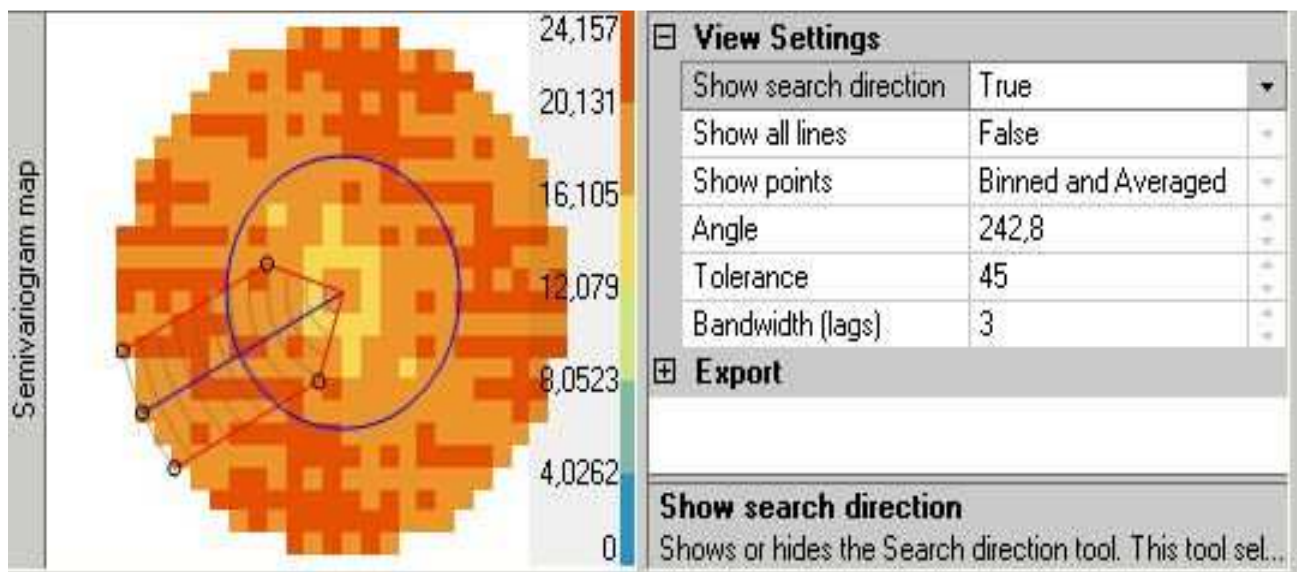 Semivariogram map
24,157
20,131
16,105
12,079
8,0523
4,0262
0
View Settings
Show search direction True
Show all lines False
Show points Binned and Averaged
Angle 242,8
Tolerance 45
Bandwidth (lags) 3
Export
Show search direction
Shows or hides the Search direction tool. This tool sel...